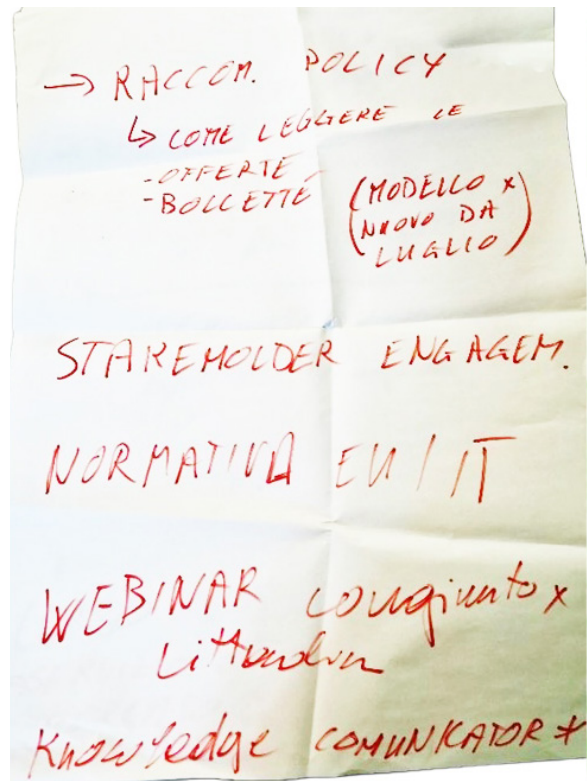 → RACCOM. POLICY
↳ COME LEGGERE LE
- OFFERTE -
- BOLLETTE (MODELLO x
NUOVO DA
LUGLIO)
STAKEHOLDER ENGAGEM.
NORMATIVA EU / IT
WEBINAR congiunto x
Knowledge COMUNICATOR *